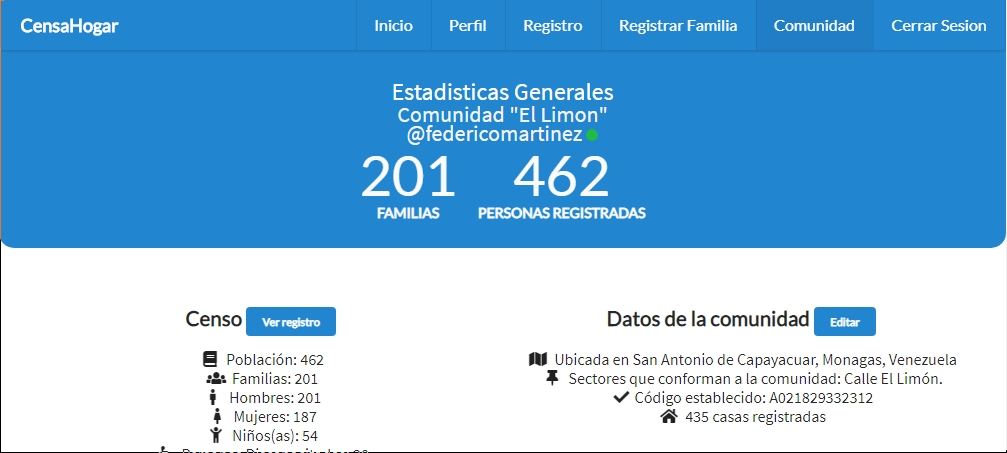 CensaHogar Inicio Perfil Registro Registrar Familia Comunidad Cerrar Sesion
Estadisticas Generales
Comunidad "El Limon"
@federicomartinez
201 462
FAMILIAS PERSONAS REGISTRADAS
Censo Ver registro
Población: 462
Familias: 201
Hombres: 201
Mujeres: 187
Niños(as): 54
Datos de la comunidad Editar
Ubicada en San Antonio de Capayacuar, Monagas, Venezuela
Sectores que conforman a la comunidad: Calle El Limón.
Código establecido: A021829332312
435 casas registradas